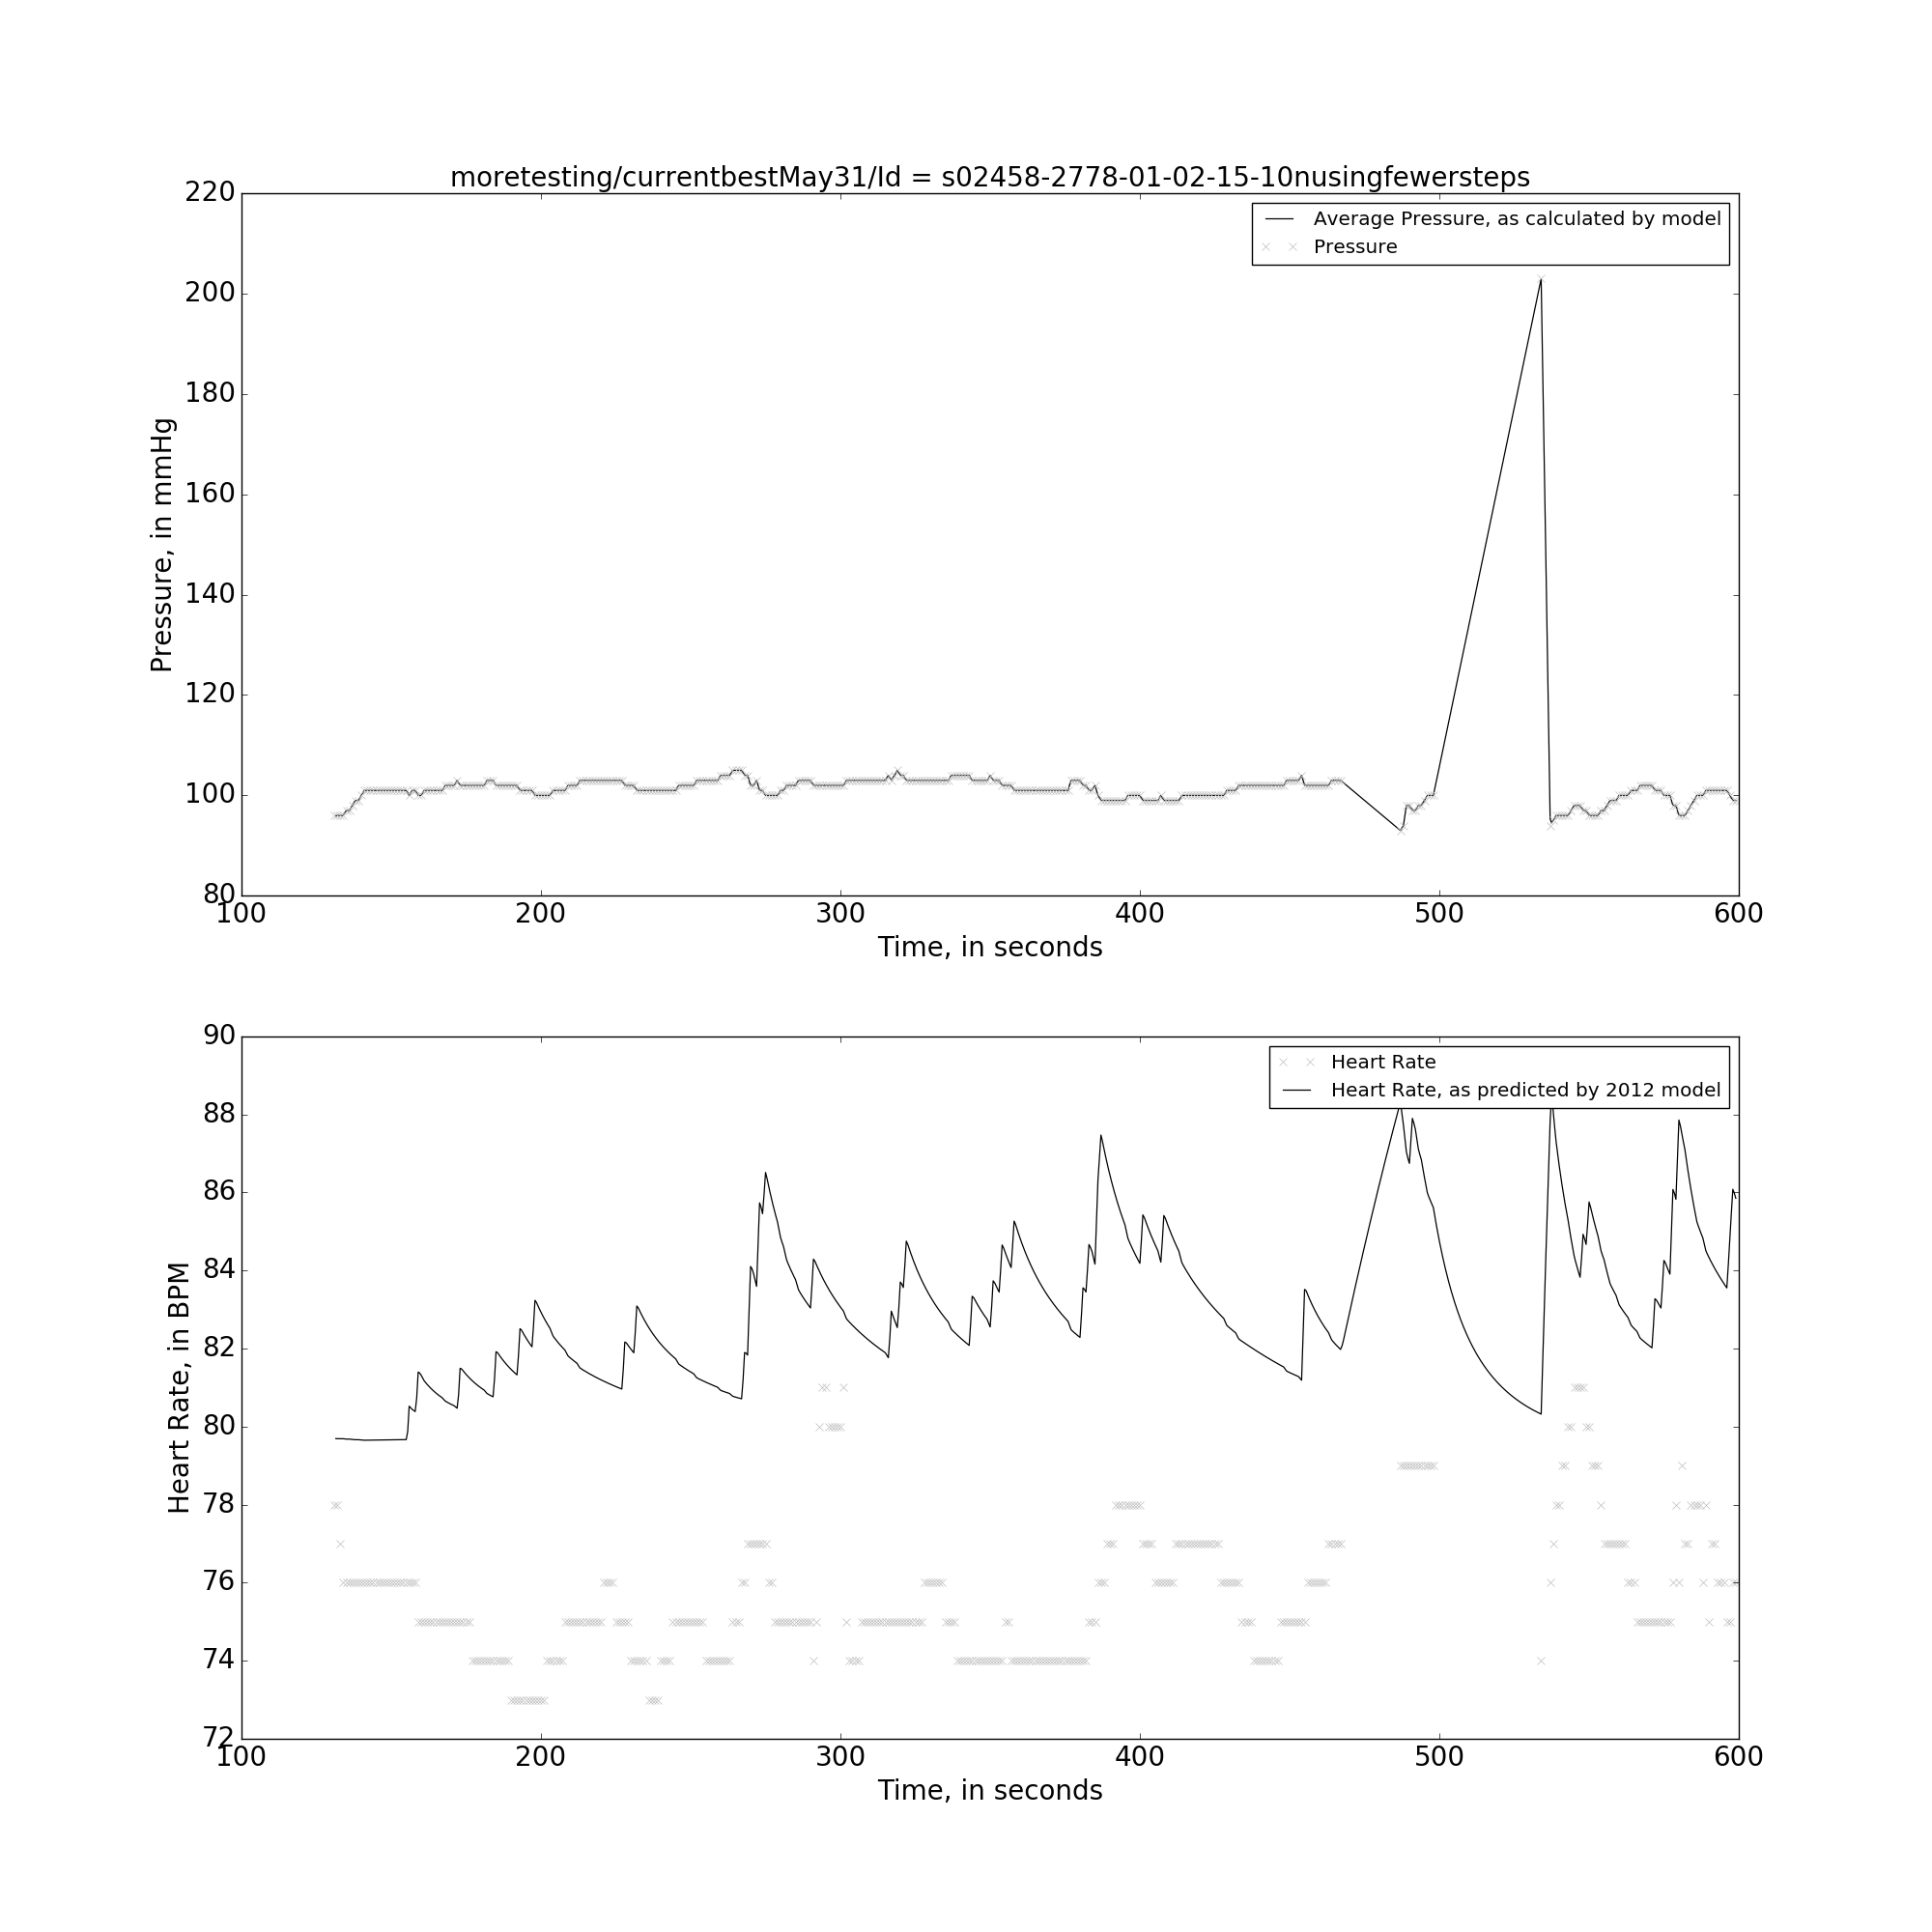 moretesting/currentbestMay31/Id = s02458-2778-01-02-15-10nusingfewersteps
220
200
180
160
140
120
100
80
Pressure, in mmHg
Average Pressure, as calculated by model
Pressure
100 200 300 400 500 600
Time, in seconds
90
88
86
84
82
80
78
76
74
72
Heart Rate, in BPM
Heart Rate
Heart Rate, as predicted by 2012 model
100 200 300 400 500 600
Time, in seconds